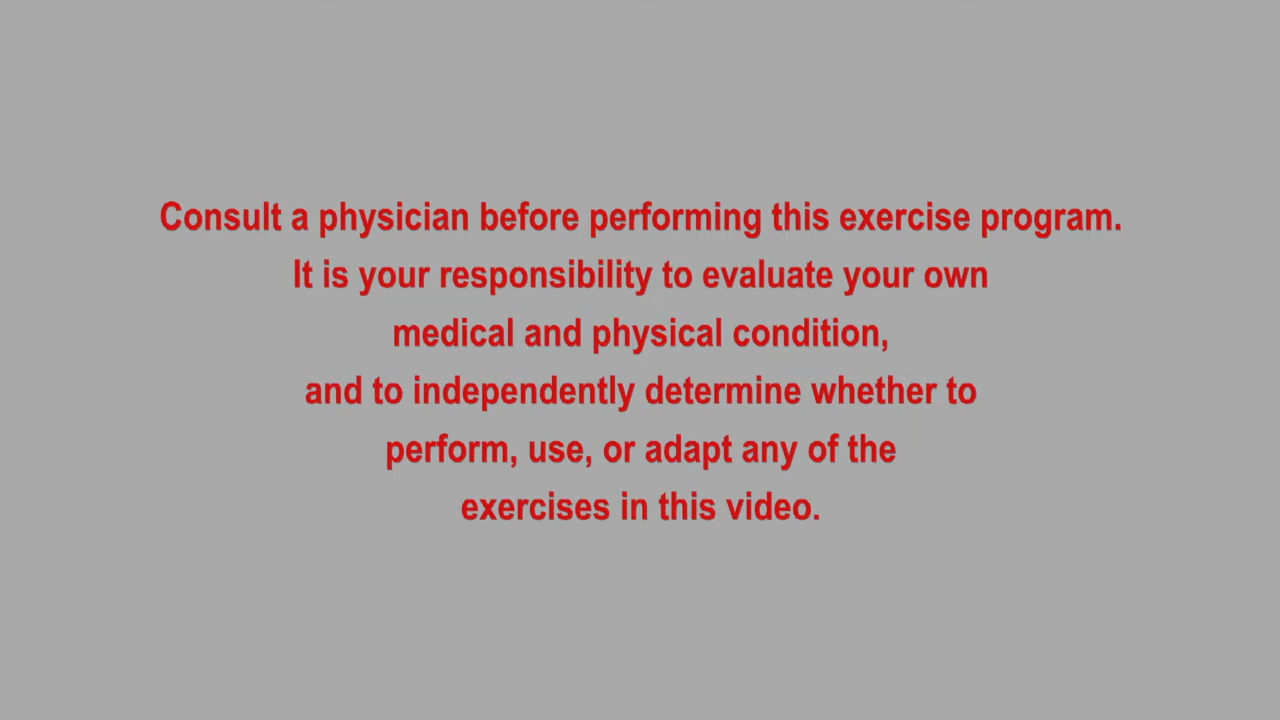 Consult a physician before performing this exercise program.
It is your responsibility to evaluate your own
medical and physical condition,
and to independently determine whether to
perform, use, or adapt any of the
exercises in this video.